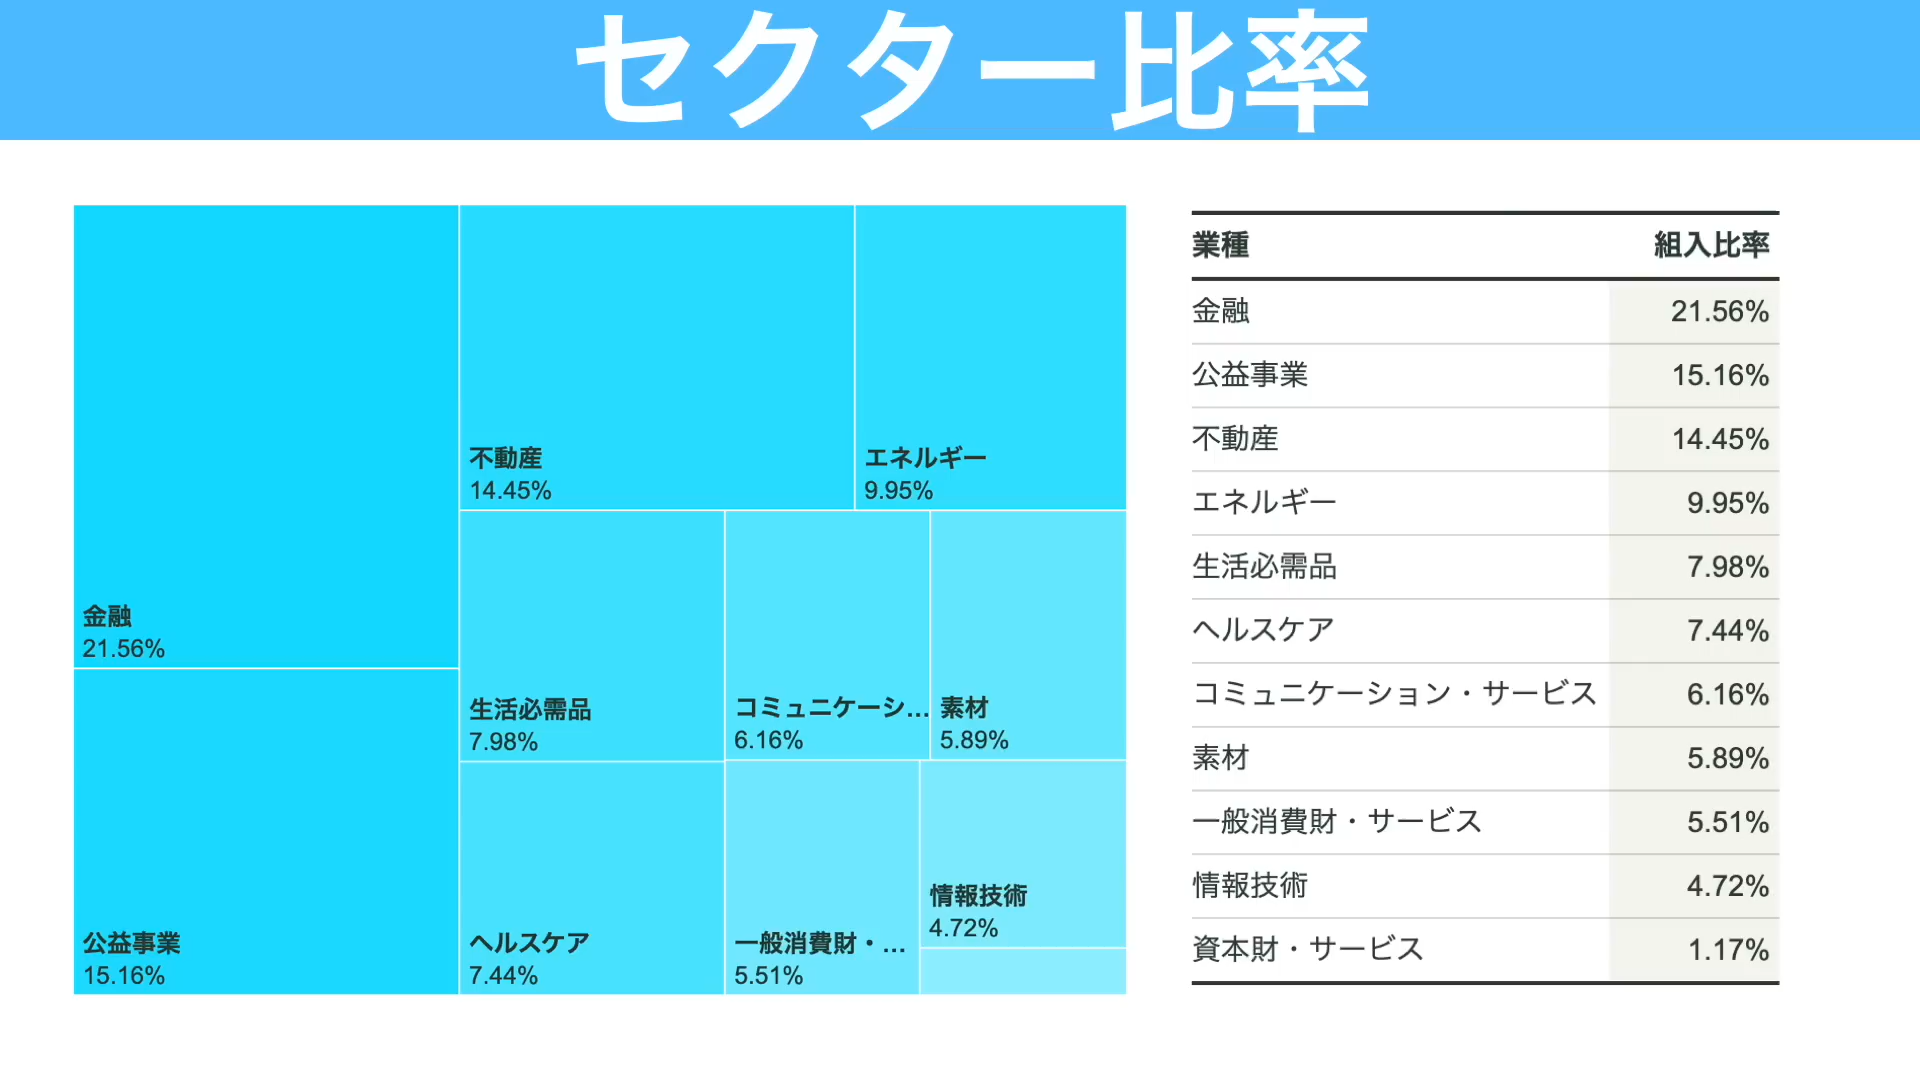 セクター比率
金融
21.56%
公益事業
15.16%
不動産
14.45%
エネルギー
9.95%
生活必需品
7.98%
コミュニケーシ...
6.16%
素材
5.89%
ヘルスケア
7.44%
一般消費財・...
5.51%
情報技術
4.72%
業種 組入比率
金融 21.56%
公益事業 15.16%
不動産 14.45%
エネルギー 9.95%
生活必需品 7.98%
ヘルスケア 7.44%
コミュニケーション・サービス 6.16%
素材 5.89%
一般消費財・サービス 5.51%
情報技術 4.72%
資本財・サービス 1.17%